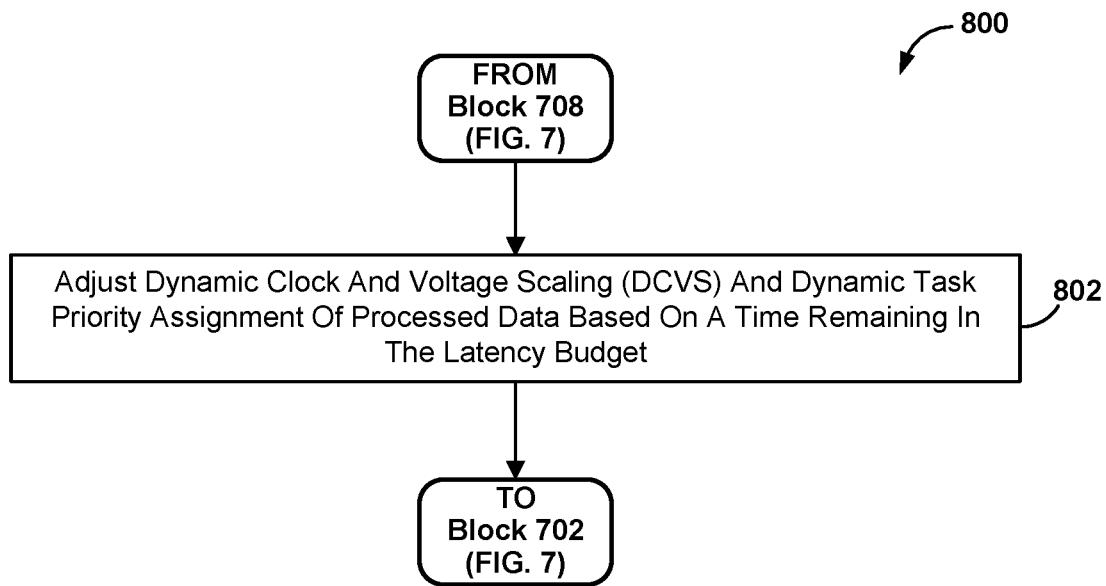 800
FROM
Block 708
(FIG. 7)
Adjust Dynamic Clock And Voltage Scaling (DCVS) And Dynamic Task
Priority Assignment Of Processed Data Based On A Time Remaining In
The Latency Budget
802
TO
Block 702
(FIG. 7)